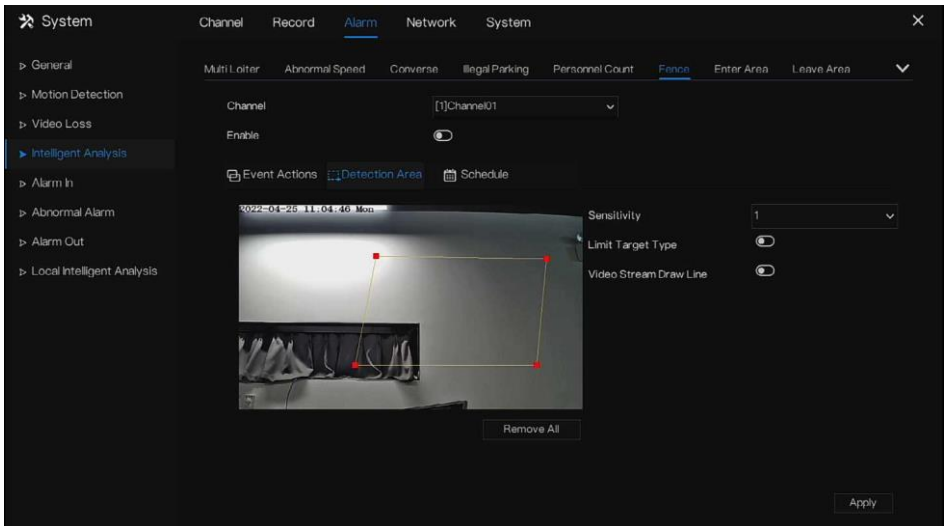 System
Channel Record Alarm Network System
General
Motion Detection
Video Loss
Intelligent Analysis
Alarm In
Abnormal Alarm
Alarm Out
Local Intelligent Analysis
Multi Loiter Abnormal Speed Converse Illegal Parking Personnel Count Fence Enter Area Leave Area
Channel [1]Channel01
Enable
Event Actions Detection Area Schedule
2022-04-25 11:04:46 Mon
Sensitivity 1
Limit Target Type
Video Stream Draw Line
Remove All
Apply